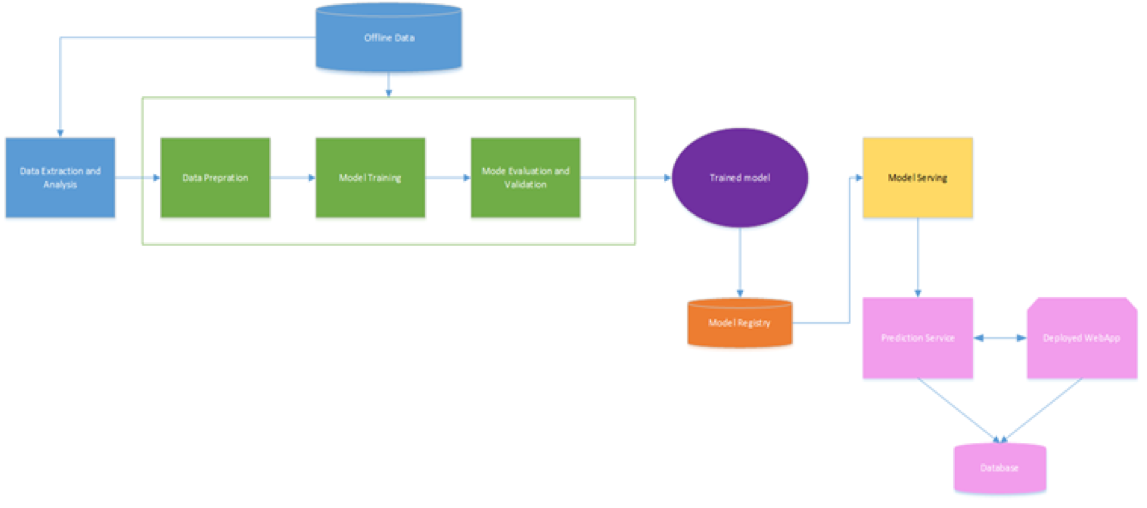 Offline Data
Data Extraction and
Analysis
Data Prepration
Model Training
Mode Evaluation and
Validation
Trained model
Model Serving
Model Registry
Prediction Service
Deployed WebApp
Database